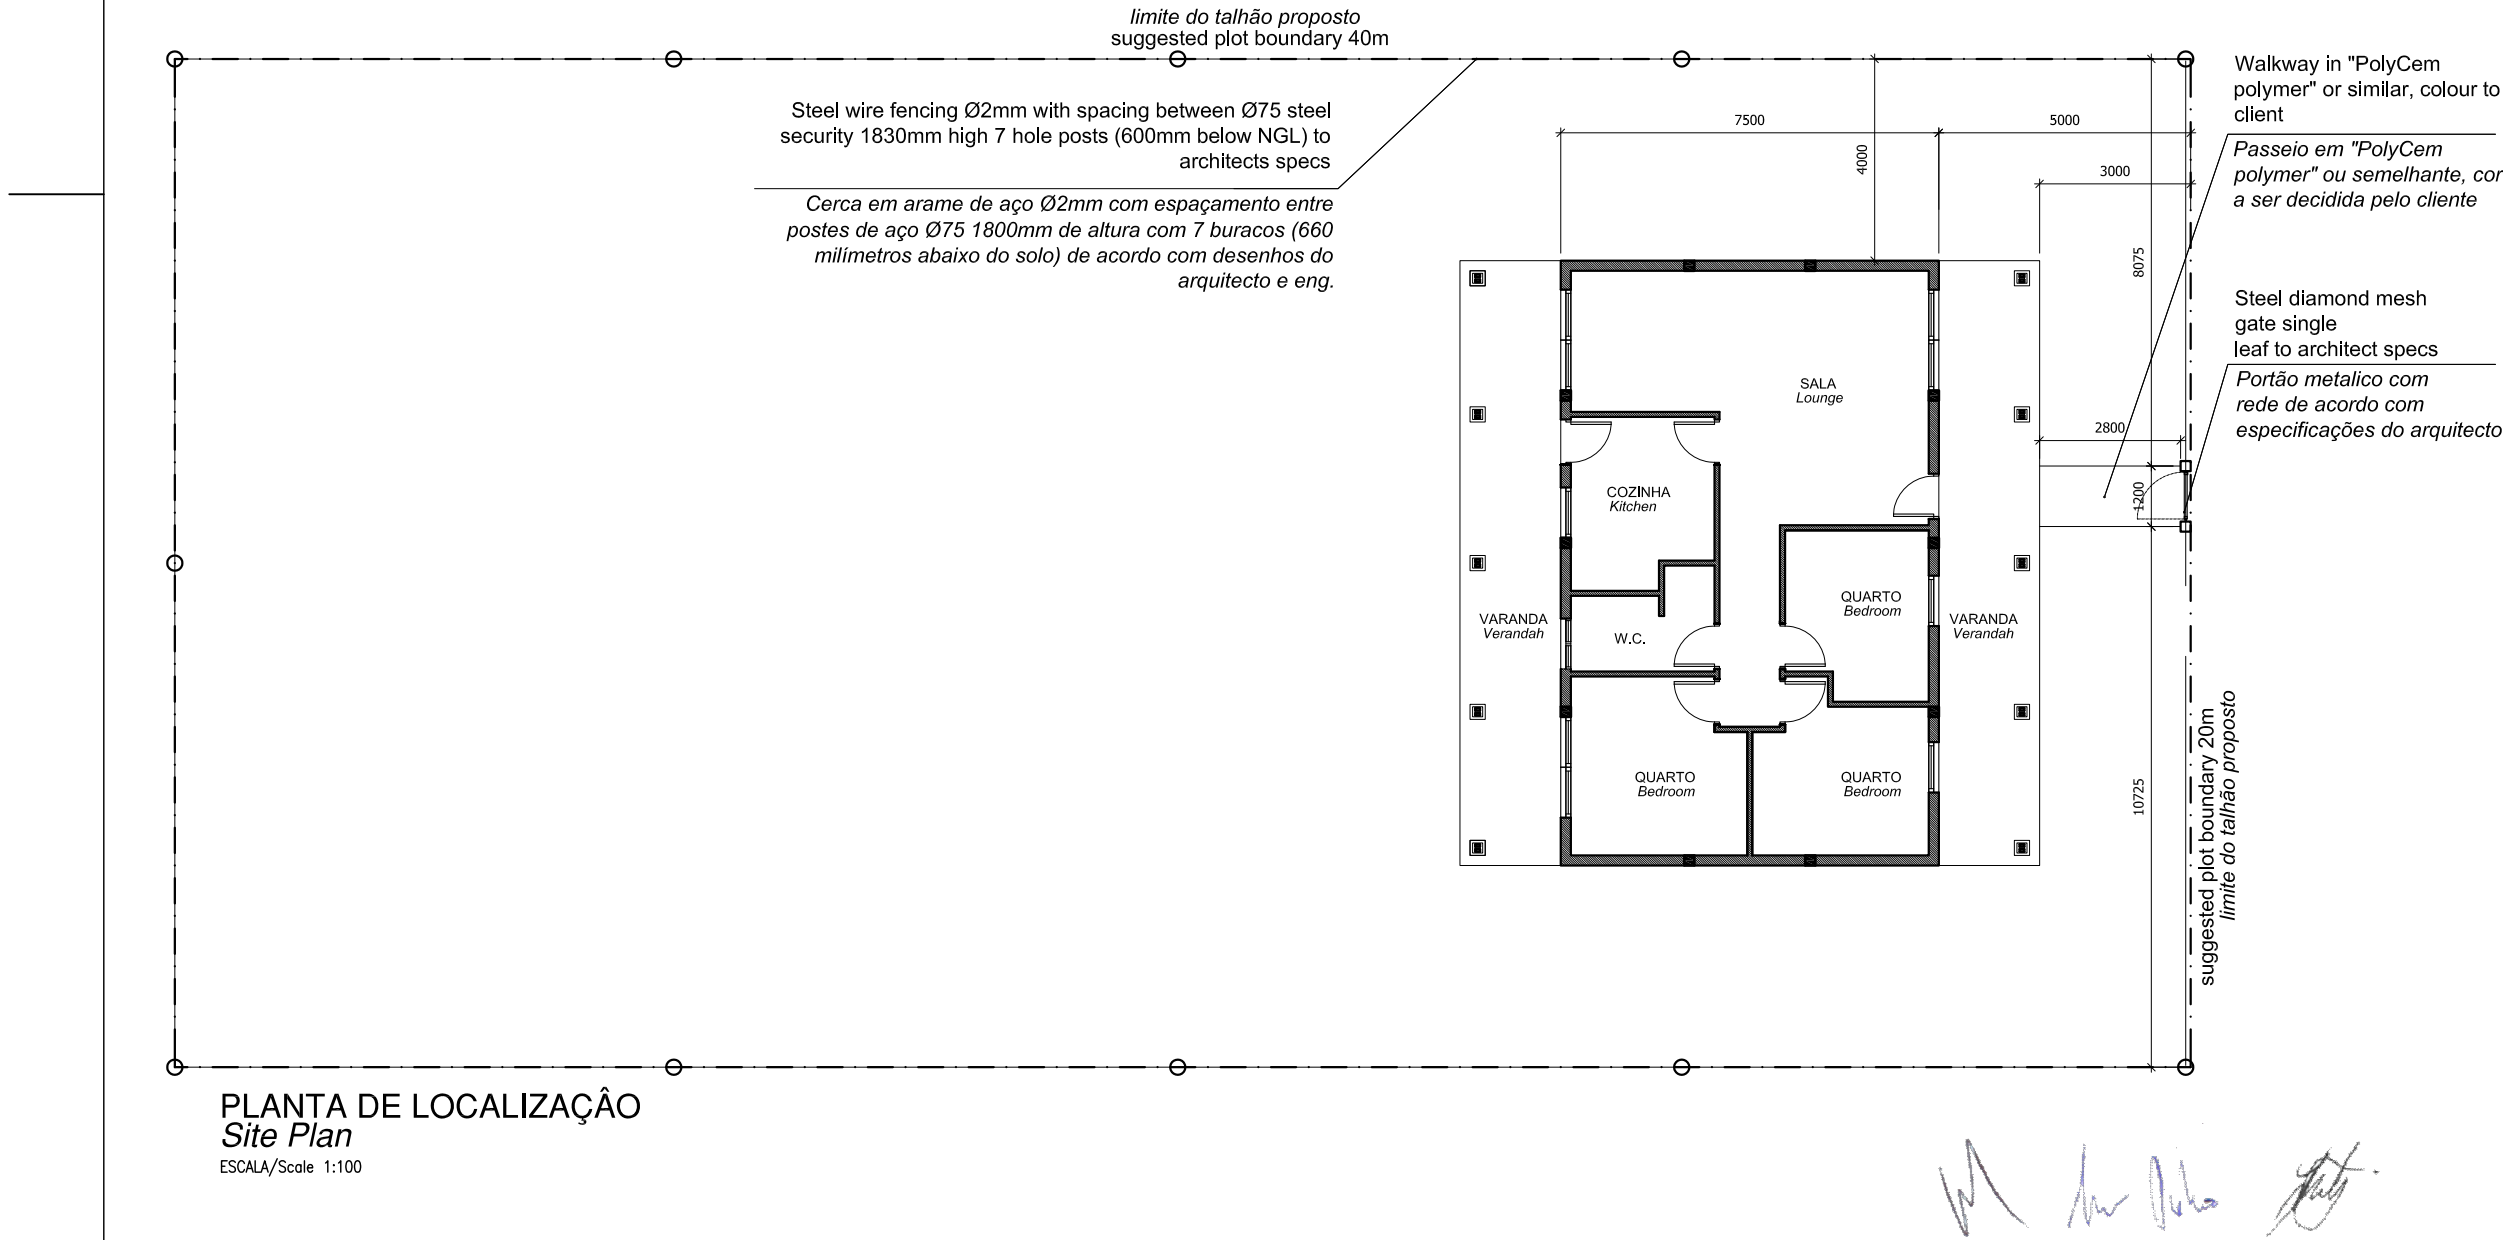 limite do talhão proposto
suggested plot boundary 40m
Steel wire fencing Ø2mm with spacing between Ø75 steel
security 1830mm high 7 hole posts (600mm below NGL) to
architects specs
Cerca em arame de aço Ø2mm com espaçamento entre
postes de aço Ø75 1800mm de altura com 7 buracos (660
milímetros abaixo do solo) de acordo com desenhos do
arquitecto e eng.
7500
5000
4000
3000
8075
2800
1200
10725
Walkway in "PolyCem
polymer" or similar, colour to
client
Passeio em "PolyCem
polymer" ou semelhante, cor
a ser decidida pelo cliente
Steel diamond mesh
gate single
leaf to architect specs
Portão metalico com
rede de acordo com
especificações do arquitecto
SALA
Lounge
COZINHA
Kitchen
QUARTO
Bedroom
VARANDA
Verandah
W.C.
VARANDA
Verandah
QUARTO
Bedroom
QUARTO
Bedroom
suggested plot boundary 20m
limite do talhão proposto
PLANTA DE LOCALIZAÇÂO
Site Plan
ESCALA/Scale 1:100